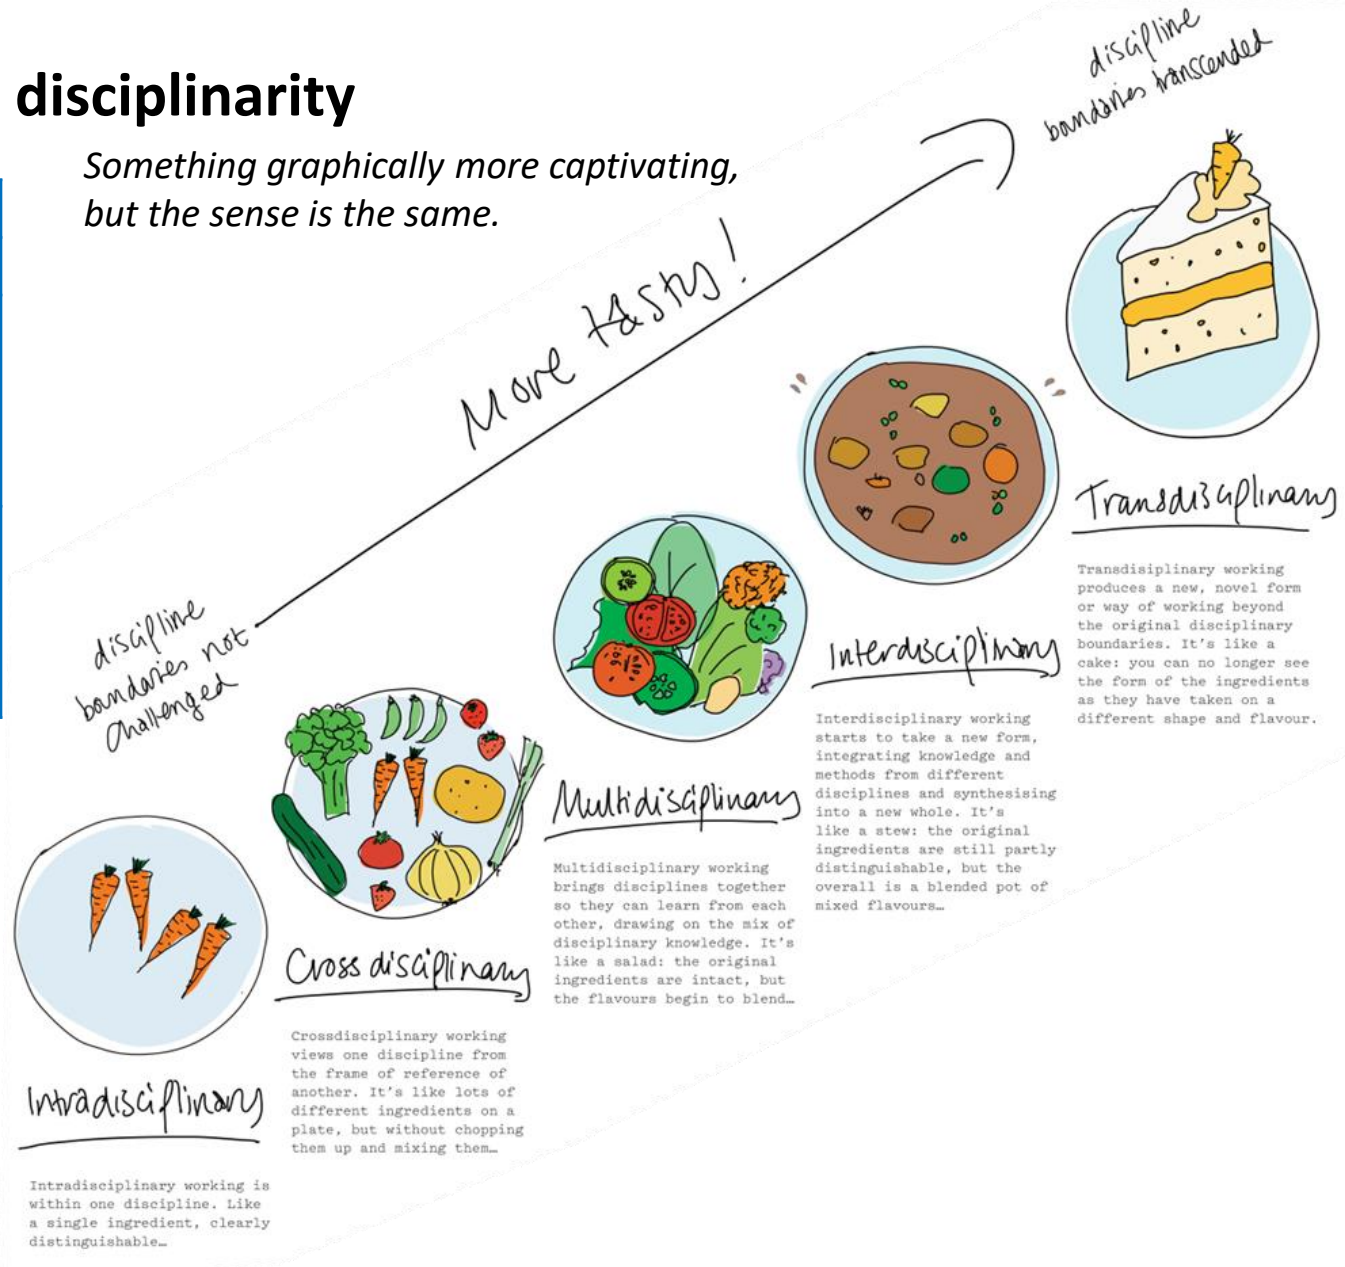 disciplinarity
Something graphically more captivating,
but the sense is the same.
discipline
boundaries transcended
More tasty!
discipline
boundaries not
challenged
Intradisciplinary
Intradisciplinary working is
within one discipline. Like
a single ingredient, clearly
distinguishable…
Crossdisciplinary
Crossdisciplinary working
views one discipline from
the frame of reference of
another. It's like lots of
different ingredients on a
plate, but without chopping
them up and mixing them…
Multidisciplinary
Multidisciplinary working
brings disciplines together
so they can learn from each
other, drawing on the mix of
disciplinary knowledge. It's
like a salad: the original
ingredients are intact, but
the flavours begin to blend…
Interdisciplinary
Interdisciplinary working
starts to take a new form,
integrating knowledge and
methods from different
disciplines and synthesising
into a new whole. It's
like a stew: the original
ingredients are still partly
distinguishable, but the
overall is a blended pot of
mixed flavours…
Transdisciplinary
Transdisiplinary working
produces a new, novel form
or way of working beyond
the original disciplinary
boundaries. It's like a
cake: you can no longer see
the form of the ingredients
as they have taken on a
different shape and flavour.